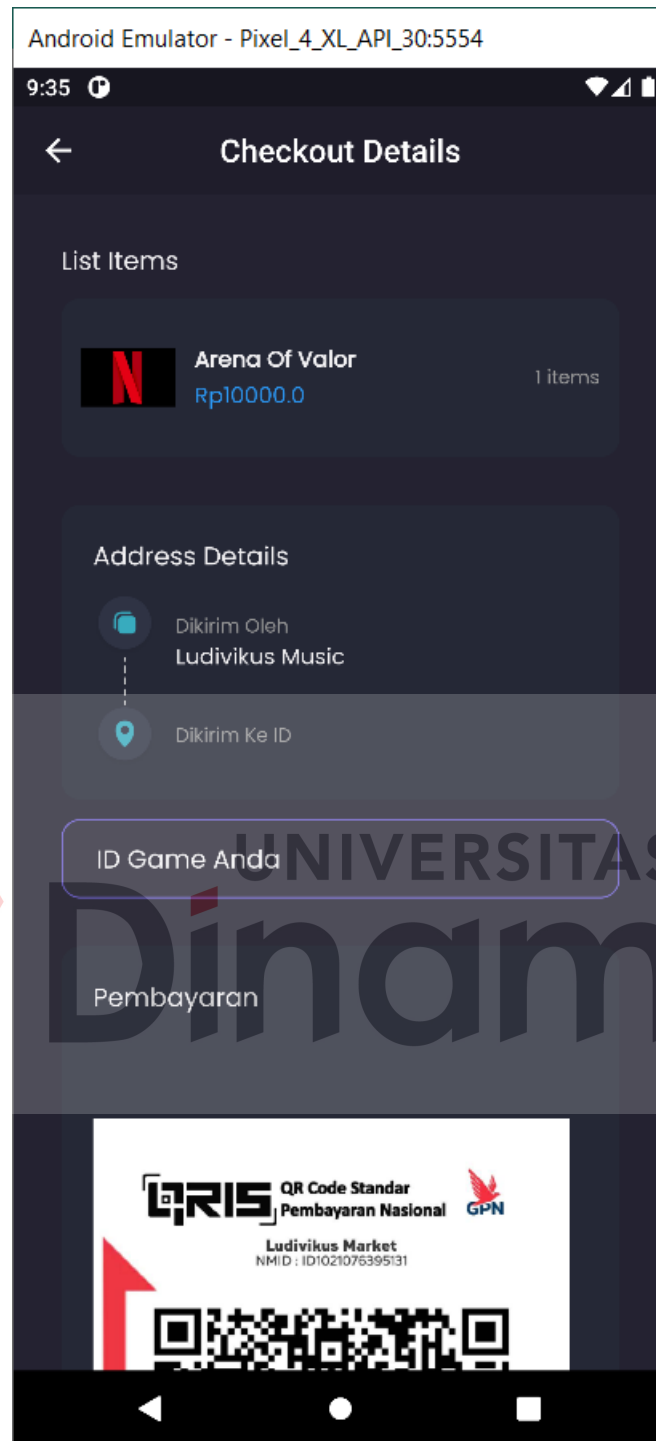 Android Emulator - Pixel_4_XL_API_30:5554
9:35
Checkout Details
List Items
N
Arena Of Valor
Rp10000.0
1 items
Address Details
Dikirim Oleh
Ludivikus Music
Dikirim Ke ID
ID Game Anda
UNIVERSITAS
Dinam
Pembayaran
QRIS
QR Code Standar
Pembayaran Nasional
GPN
Ludivikus Market
NMID : ID1021076395131